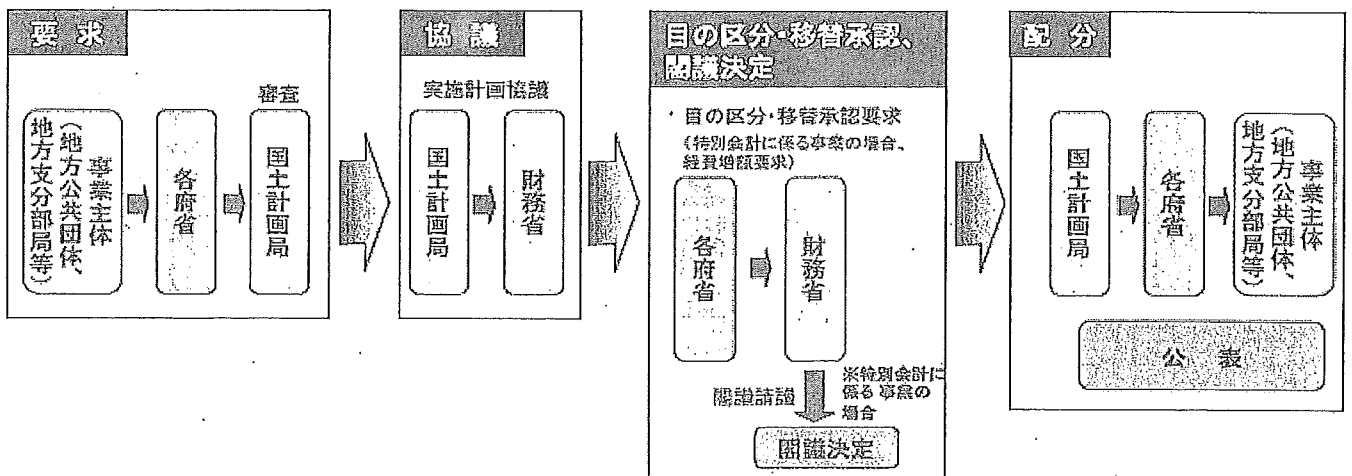 要求
審査
事業主体
（地方公共団体、
地方支分部局等）
各府省
国土計画局
協議
実施計画協議
国土計画局
財務省
目の区分・移替承認、
閣議決定
・目の区分・移替承認要求
（特別会計に係る事業の場合、
経費増額要求）
各府省
財務省
閣議請議
※特別会計に
係る事業の
場合
閣議決定
配分
国土計画局
各府省
事業主体
（地方公共団体、
地方支分部局等）
公表